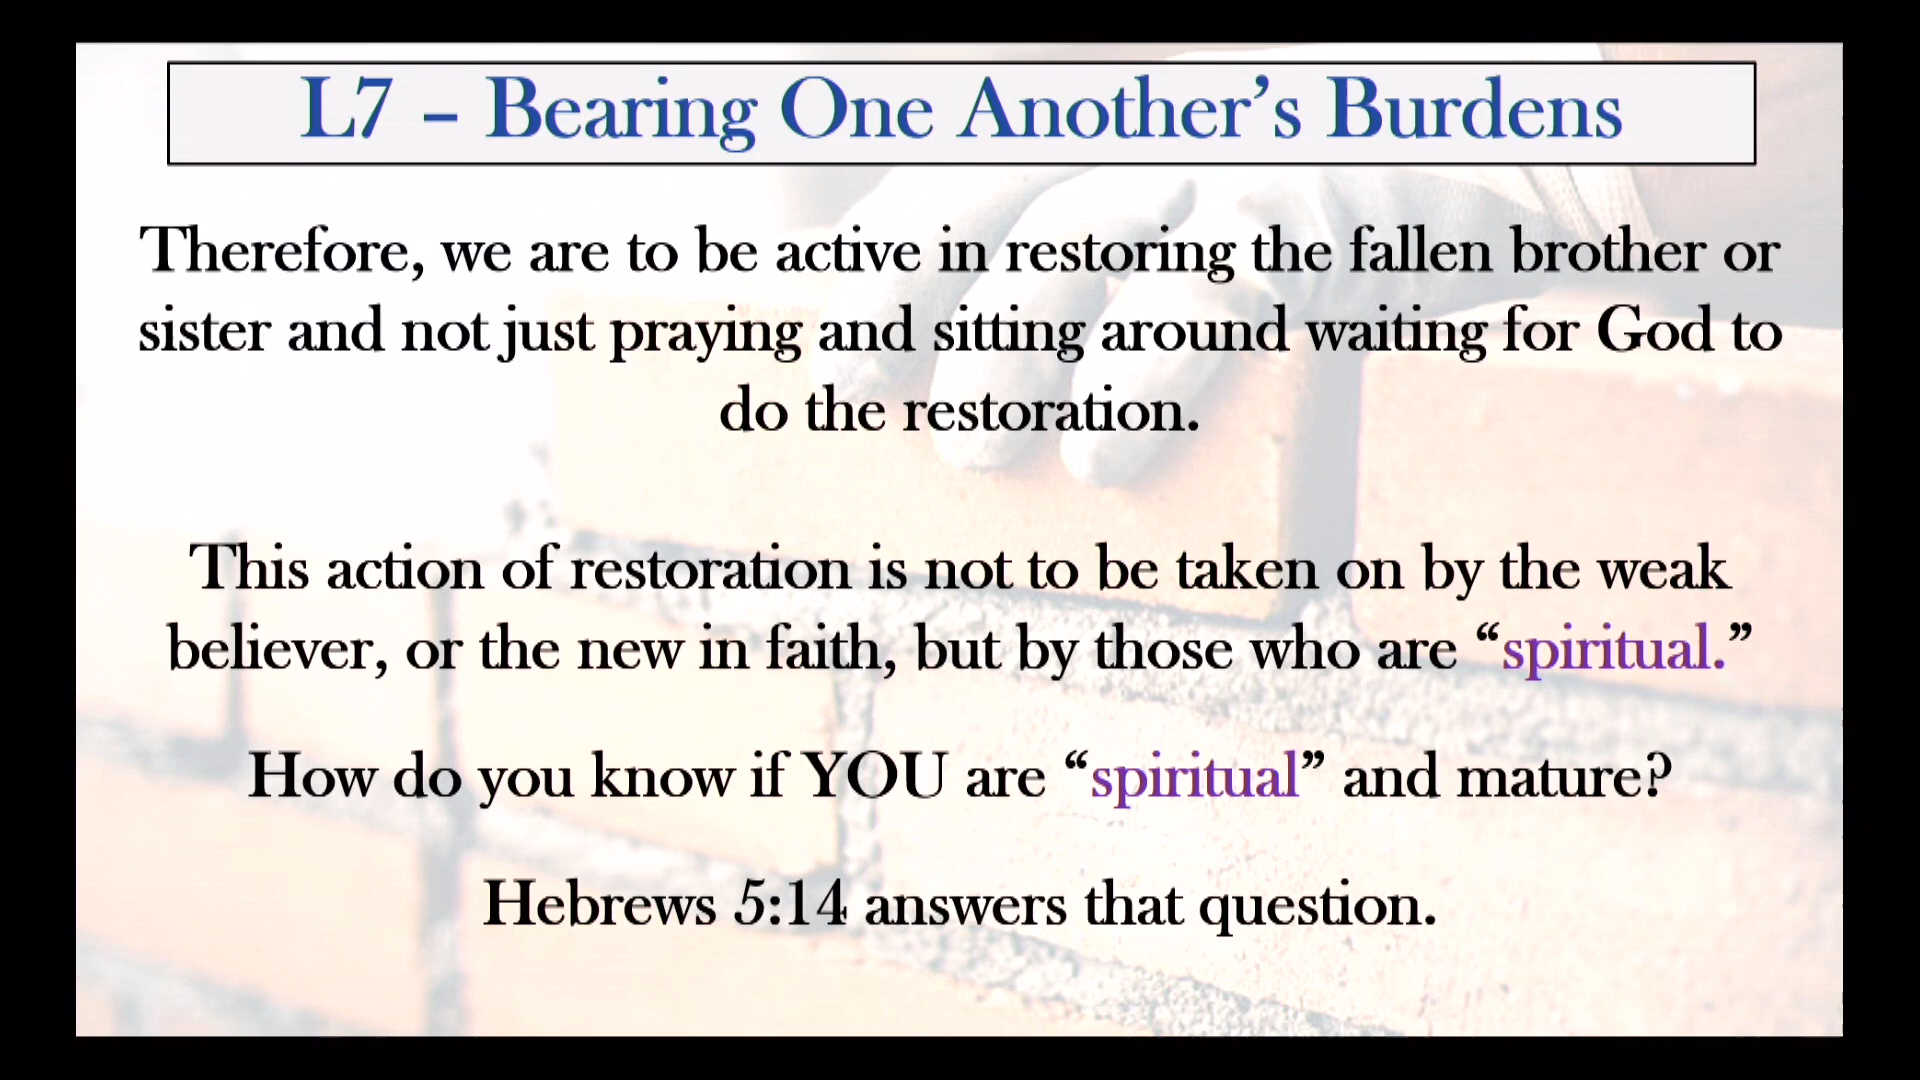 L7 – Bearing One Another’s Burdens
Therefore, we are to be active in restoring the fallen brother or
sister and not just praying and sitting around waiting for God to
do the restoration.
This action of restoration is not to be taken on by the weak
believer, or the new in faith, but by those who are “spiritual.”
How do you know if YOU are “spiritual” and mature?
Hebrews 5:14 answers that question.